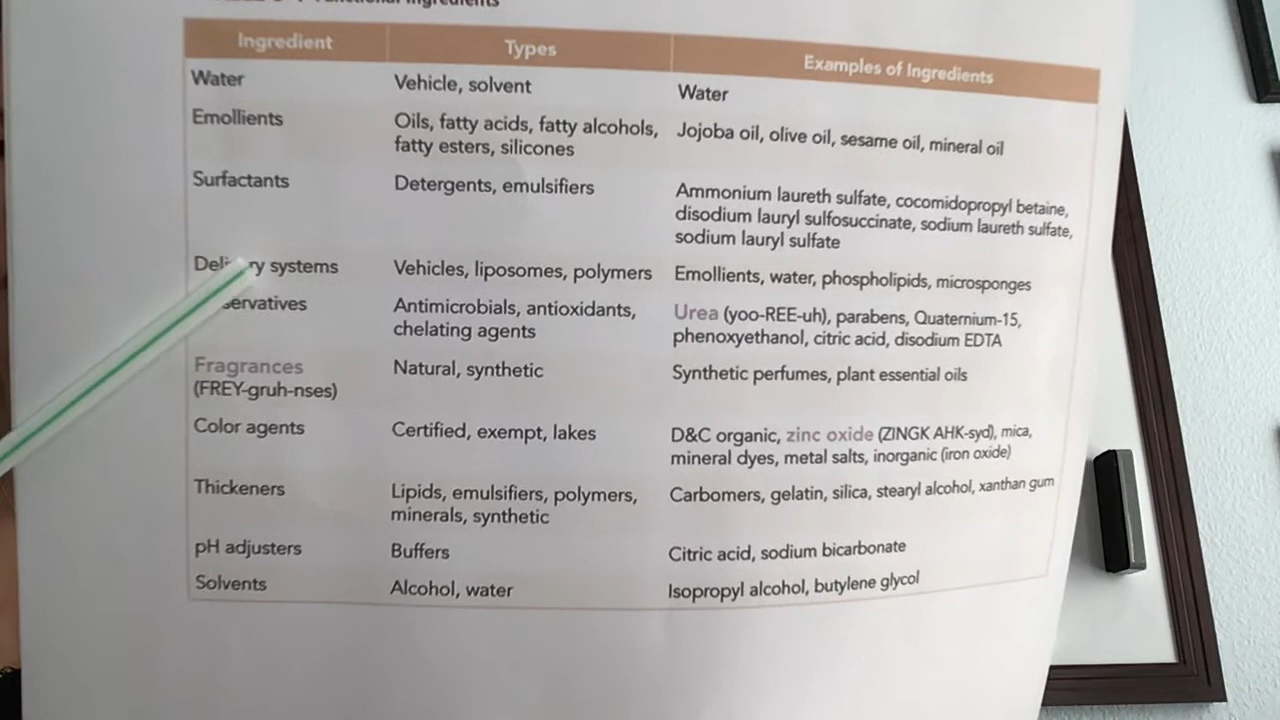 Functional Ingredients
Ingredient Types Examples of Ingredients
Water Vehicle, solvent Water
Emollients Oils, fatty acids, fatty alcohols, Jojoba oil, olive oil, sesame oil, mineral oil
fatty esters, silicones
Surfactants Detergents, emulsifiers Ammonium laureth sulfate, cocomidopropyl betaine,
disodium lauryl sulfosuccinate, sodium laureth sulfate,
sodium lauryl sulfate
systems Vehicles, liposomes, polymers Emollients, water, phospholipids, microsponges
Antimicrobials, antioxidants, Urea (yoo-REE-uh), parabens, Quaternium-15,
chelating agents phenoxyethanol, citric acid, disodium EDTA
Fragrances Natural, synthetic Synthetic perfumes, plant essential oils
(FREY-gruh-nses)
Color agents Certified, exempt, lakes D&C organic, zinc oxide (ZINGK AHK-syd), mica,
mineral dyes, metal salts, inorganic (iron oxide)
Thickeners Lipids, emulsifiers, polymers, Carbomers, gelatin, silica, stearyl alcohol, xanthan gum
minerals, synthetic
pH adjusters Buffers Citric acid, sodium bicarbonate
Solvents Alcohol, water Isopropyl alcohol, butylene glycol